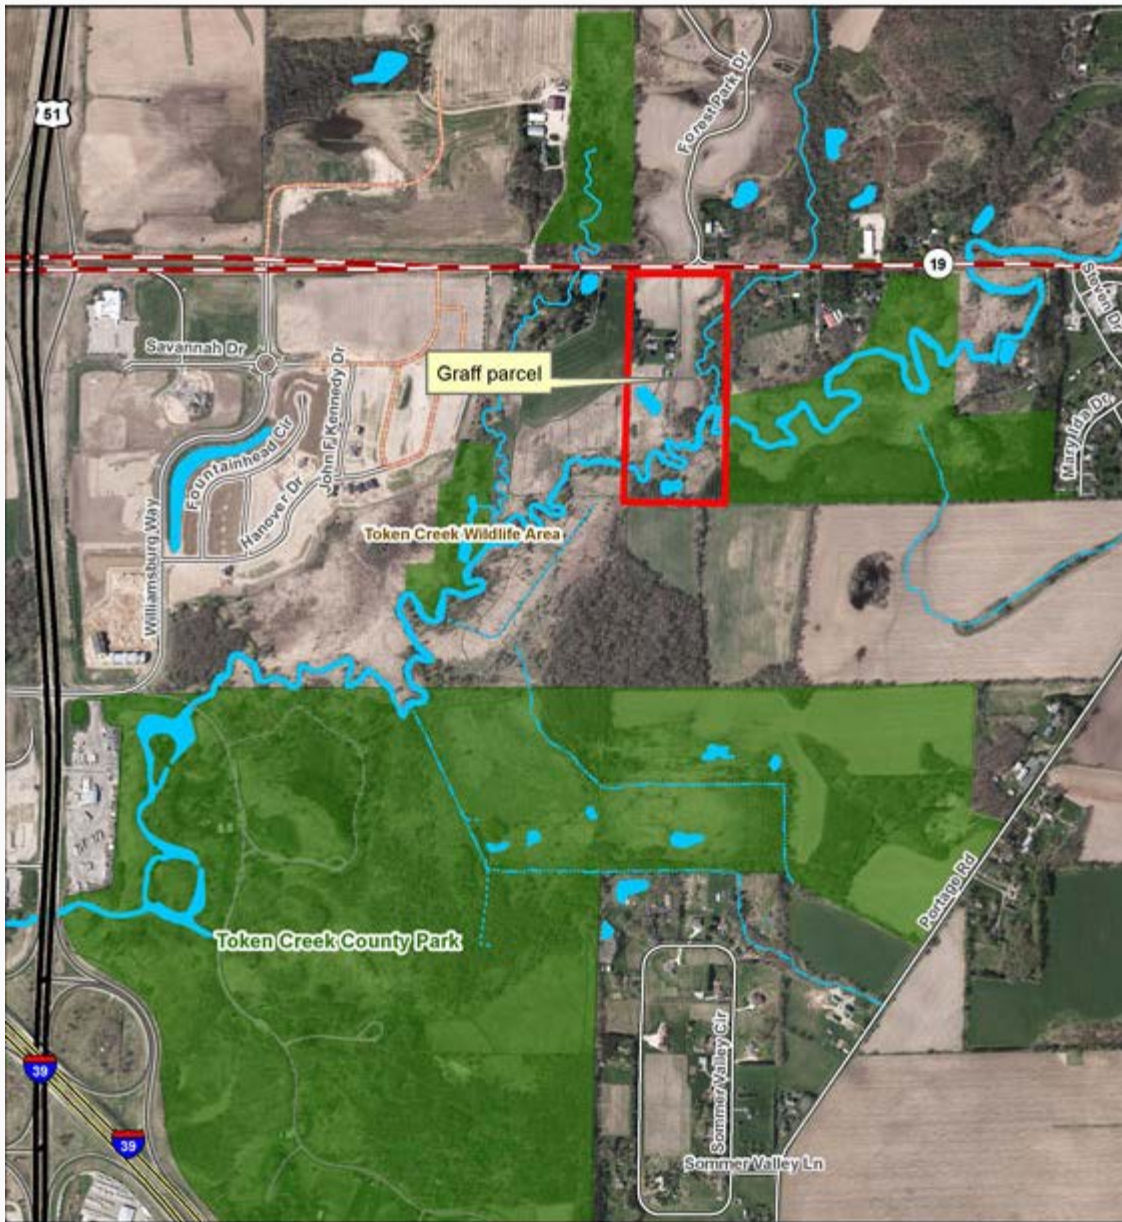 51
Forest Park Dr
19
Steven Dr
Savannah Dr
Graff parcel
John F Kennedy Dr
Fountainhead Cir
Hanover Dr
Mary Ida Dr.
Williamsburg Way
Token Creek Wildlife Area
Portage Rd
Token Creek County Park
Sommer Valley Cir
39
39
Sommer Valley Ln